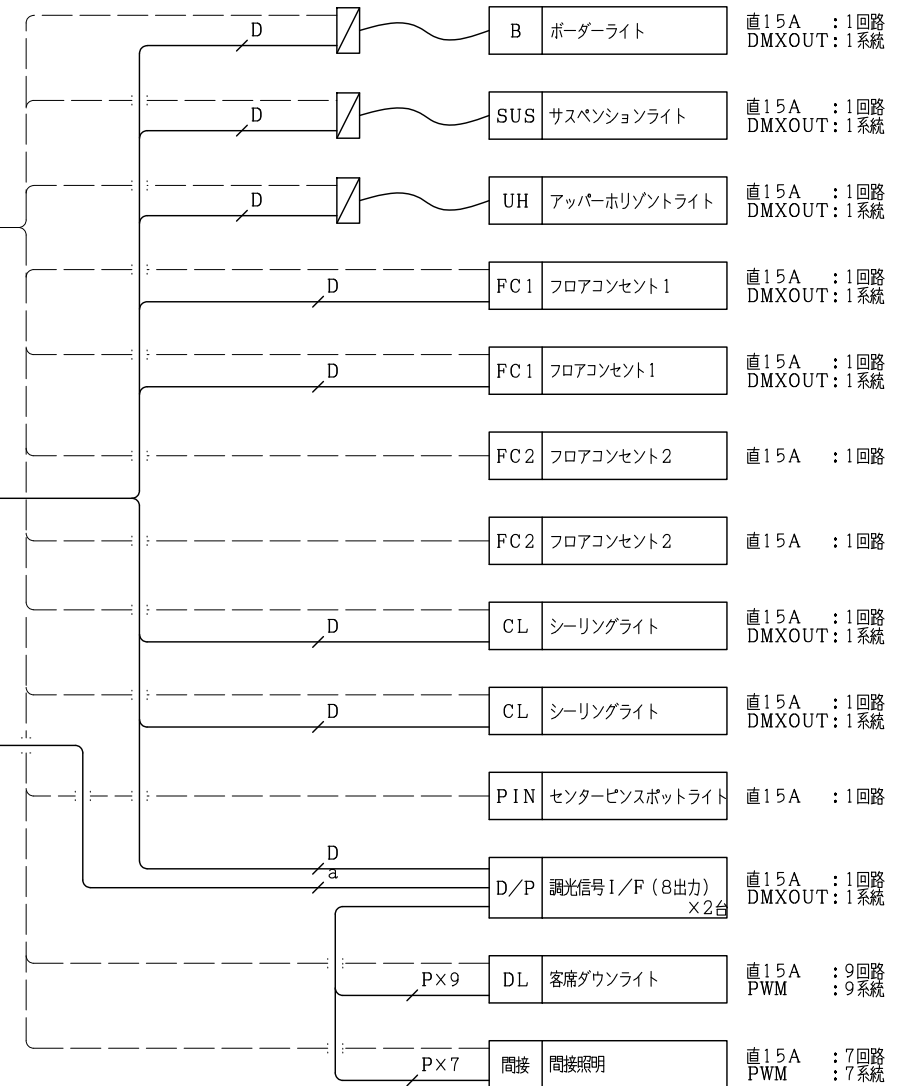 D
B ボーダーライト 直15A :1回路
DMXOUT:1系統
D
SUS サスペンションライト 直15A :1回路
DMXOUT:1系統
D
UH アッパーホリゾントライト 直15A :1回路
DMXOUT:1系統
D
FC1 フロアコンセント1 直15A :1回路
DMXOUT:1系統
D
FC1 フロアコンセント1 直15A :1回路
DMXOUT:1系統
FC2 フロアコンセント2 直15A :1回路
FC2 フロアコンセント2 直15A :1回路
D
CL シーリングライト 直15A :1回路
DMXOUT:1系統
D
CL シーリングライト 直15A :1回路
DMXOUT:1系統
PIN センターピンスポットライト 直15A :1回路
D
a
D/P 調光信号I/F(8出力) 直15A :1回路
×2台 DMXOUT:1系統
P×9
DL 客席ダウンライト 直15A :9回路
PWM :9系統
P×7
間接 間接照明 直15A :7回路
PWM :7系統